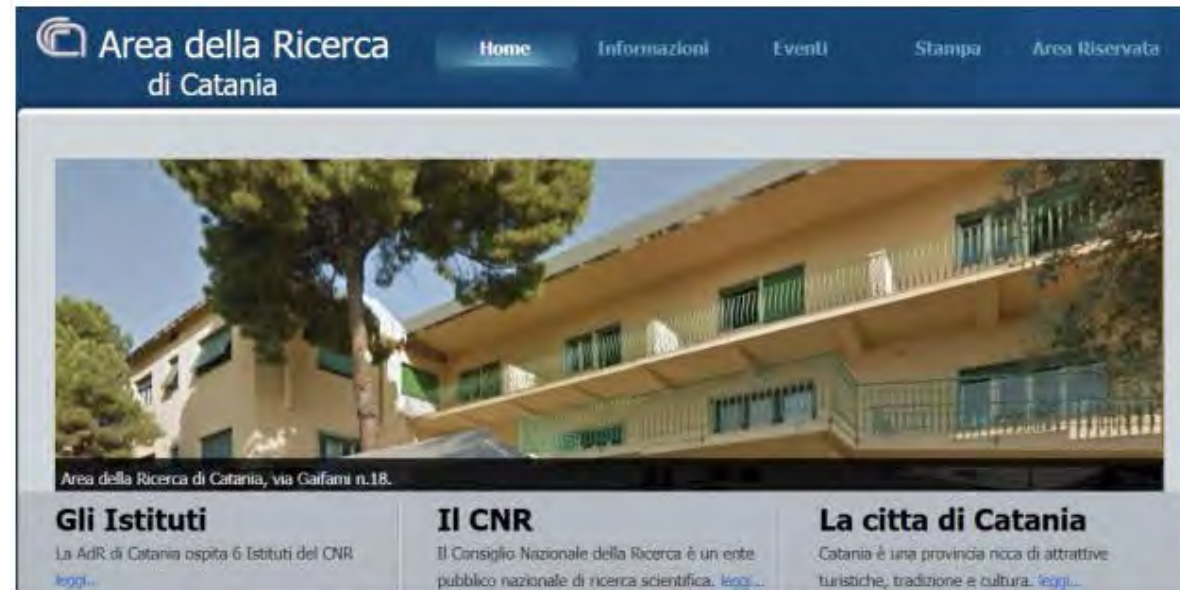 Area della Ricerca
di Catania
Home Informazioni Eventi Stampa Area Riservata
Area della Ricerca di Catania, via Gaifami n.18.
Gli Istituti
La AdR di Catania ospita 6 Istituti del CNR
leggi...
Il CNR
Il Consiglio Nazionale della Ricerca è un ente
pubblico nazionale di ricerca scientifica. leggi...
La citta di Catania
Catania è una provincia ricca di attrattive
turistiche, tradizione e cultura. leggi...